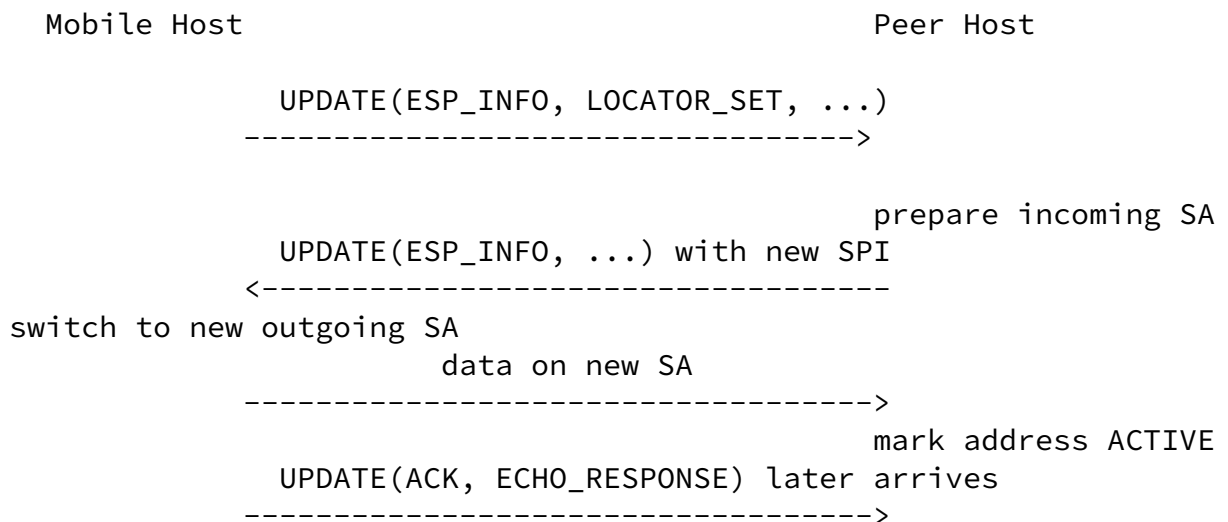 Mobile Host                                   Peer Host
UPDATE(ESP_INFO, LOCATOR_SET, ...)
----------------------------------->
prepare incoming SA
UPDATE(ESP_INFO, ...) with new SPI
<-----------------------------------
switch to new outgoing SA
data on new SA
----------------------------------->
mark address ACTIVE
UPDATE(ACK, ECHO_RESPONSE) later arrives
----------------------------------->